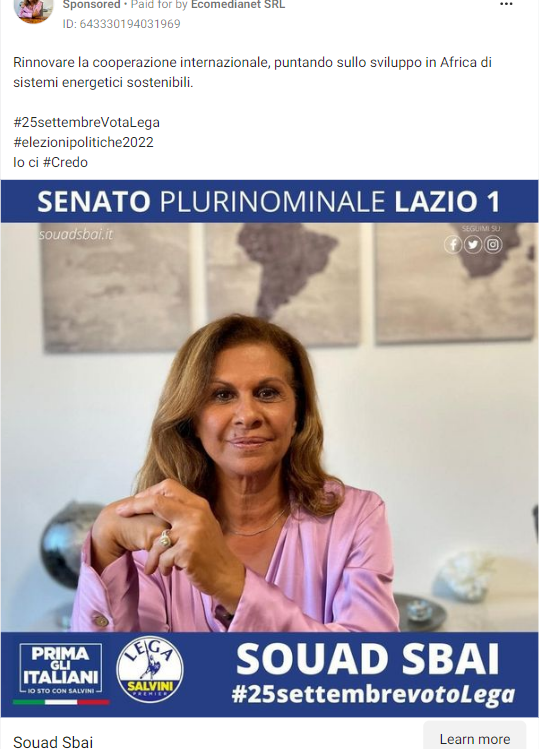 Sponsored • Paid for by Ecomedianet SRL
ID: 643330194031969
Rinnovare la cooperazione internazionale, puntando sullo sviluppo in Africa di
sistemi energetici sostenibili.
#25settembreVotaLega
#elezionipolitiche2022
Io ci #Credo
SENATO PLURINOMINALE LAZIO 1
souadsbai.it
SEGUIMI SU:
PRIMA
GLI
ITALIANI
IO STO CON SALVINI
LEGA
SALVINI
PREMIER
SOUAD SBAI
#25settembrevotoLega
Souad Sbai
Learn more